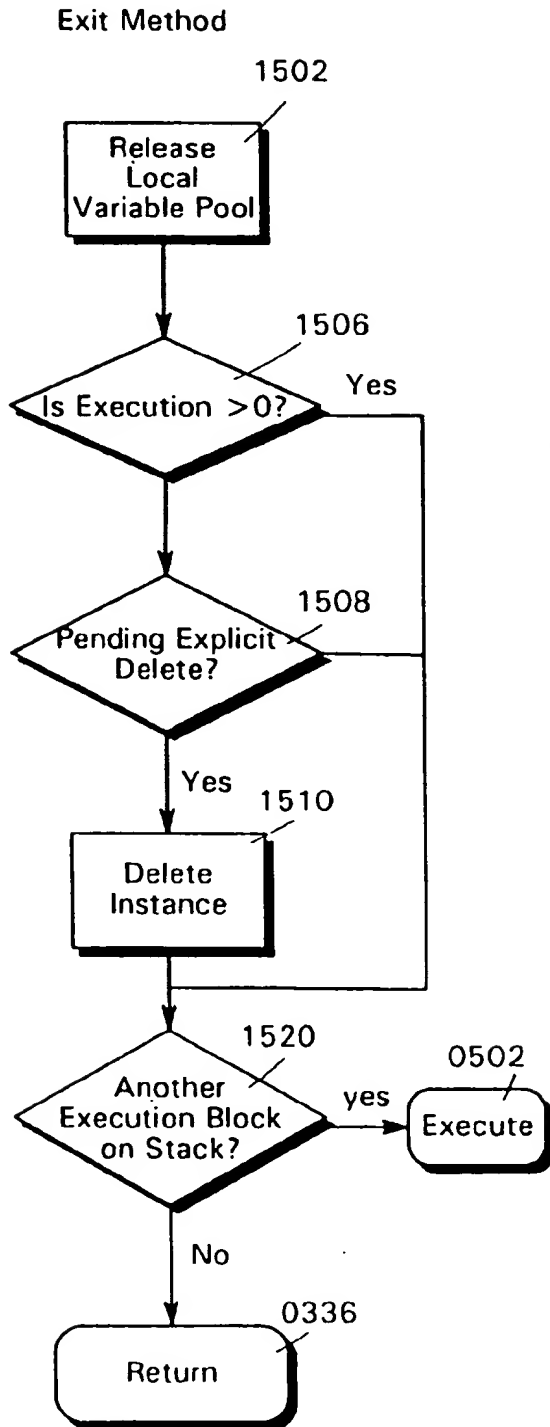 Exit Method
1502
Release
Local
Variable Pool
1506
Is Execution >0?
Yes
1508
Pending Explicit
Delete?
Yes
1510
Delete
Instance
1520
Another
Execution Block
on Stack?
yes
0502
Execute
No
0336
Return